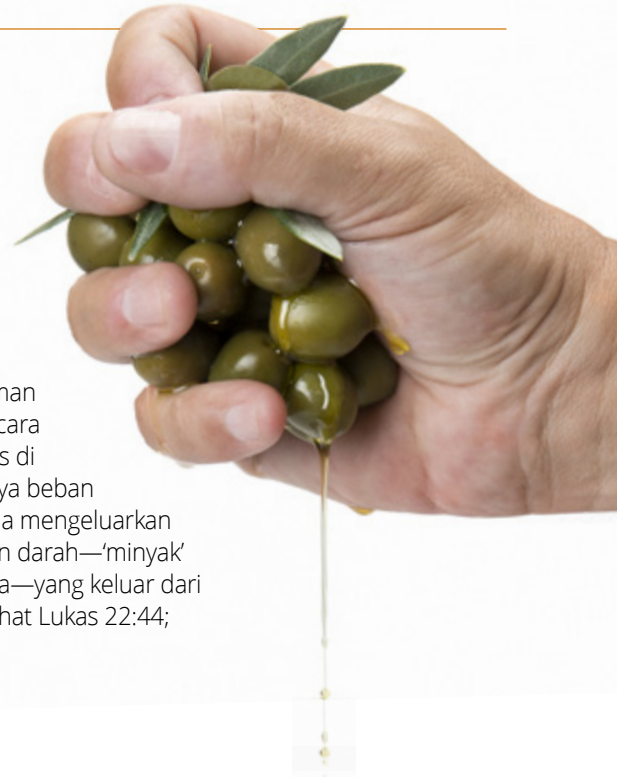 man
cara
s di
ya beban
a mengeluarkan
n darah—‘minyak’
a—yang keluar dari
hat Lukas 22:44;